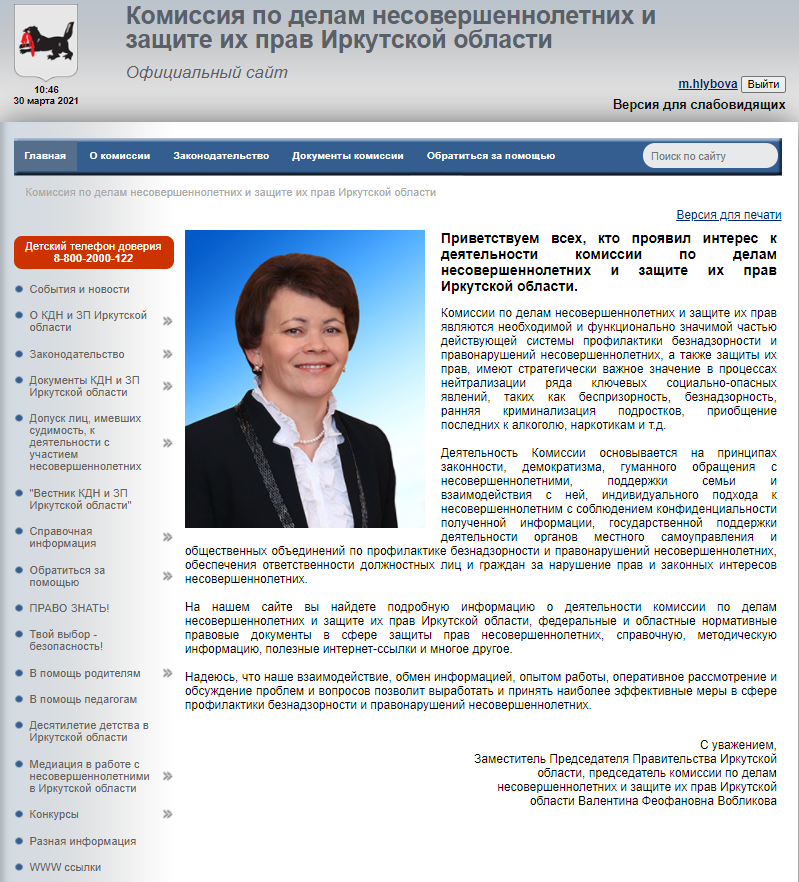 Комиссия по делам несовершеннолетних и
защите их прав Иркутской области
Официальный сайт
10:46
30 марта 2021
m.hlybova Выйти
Версия для слабовидящих
Главная О комиссии Законодательство Документы комиссии Обратиться за помощью Поиск по сайту
Комиссия по делам несовершеннолетних и защите их прав Иркутской области
Версия для печати
Детский телефон доверия
8-800-2000-122
События и новости
О КДН и ЗП Иркутской
области
Законодательство
Документы КДН и ЗП
Иркутской области
Допуск лиц, имевших
судимость, к
деятельности с
участием
несовершеннолетних
"Вестник КДН и ЗП
Иркутской области"
Справочная
информация
Обратиться за
помощью
ПРАВО ЗНАТЬ!
Твой выбор -
безопасность!
В помощь родителям
В помощь педагогам
Десятилетие детства в
Иркутской области
Медиация в работе с
несовершеннолетними
в Иркутской области
Конкурсы
Разная информация
WWW ссылки
Приветствуем всех, кто проявил интерес к
деятельности комиссии по делам
несовершеннолетних и защите их прав
Иркутской области.
Комиссии по делам несовершеннолетних и защите их прав
являются необходимой и функционально значимой частью
действующей системы профилактики безнадзорности и
правонарушений несовершеннолетних, а также защиты их
прав, имеют стратегически важное значение в процессах
нейтрализации ряда ключевых социально-опасных
явлений, таких как беспризорность, безнадзорность,
ранняя криминализация подростков, приобщение
последних к алкоголю, наркотикам и т.д.
Деятельность Комиссии основывается на принципах
законности, демократизма, гуманного обращения с
несовершеннолетними, поддержки семьи и
взаимодействия с ней, индивидуального подхода к
несовершеннолетним с соблюдением конфиденциальности
полученной информации, государственной поддержки
деятельности органов местного самоуправления и
общественных объединений по профилактике безнадзорности и правонарушений несовершеннолетних,
обеспечения ответственности должностных лиц и граждан за нарушение прав и законных интересов
несовершеннолетних.
На нашем сайте вы найдете подробную информацию о деятельности комиссии по делам
несовершеннолетних и защите их прав Иркутской области, федеральные и областные нормативные
правовые документы в сфере защиты прав несовершеннолетних, справочную, методическую
информацию, полезные интернет-ссылки и многое другое.
Надеюсь, что наше взаимодействие, обмен информацией, опытом работы, оперативное рассмотрение и
обсуждение проблем и вопросов позволит выработать и принять наиболее эффективные меры в сфере
профилактики безнадзорности и правонарушений несовершеннолетних.
С уважением,
Заместитель Председателя Правительства Иркутской
области, председатель комиссии по делам
несовершеннолетних и защите их прав Иркутской
области Валентина Феофановна Вобликова